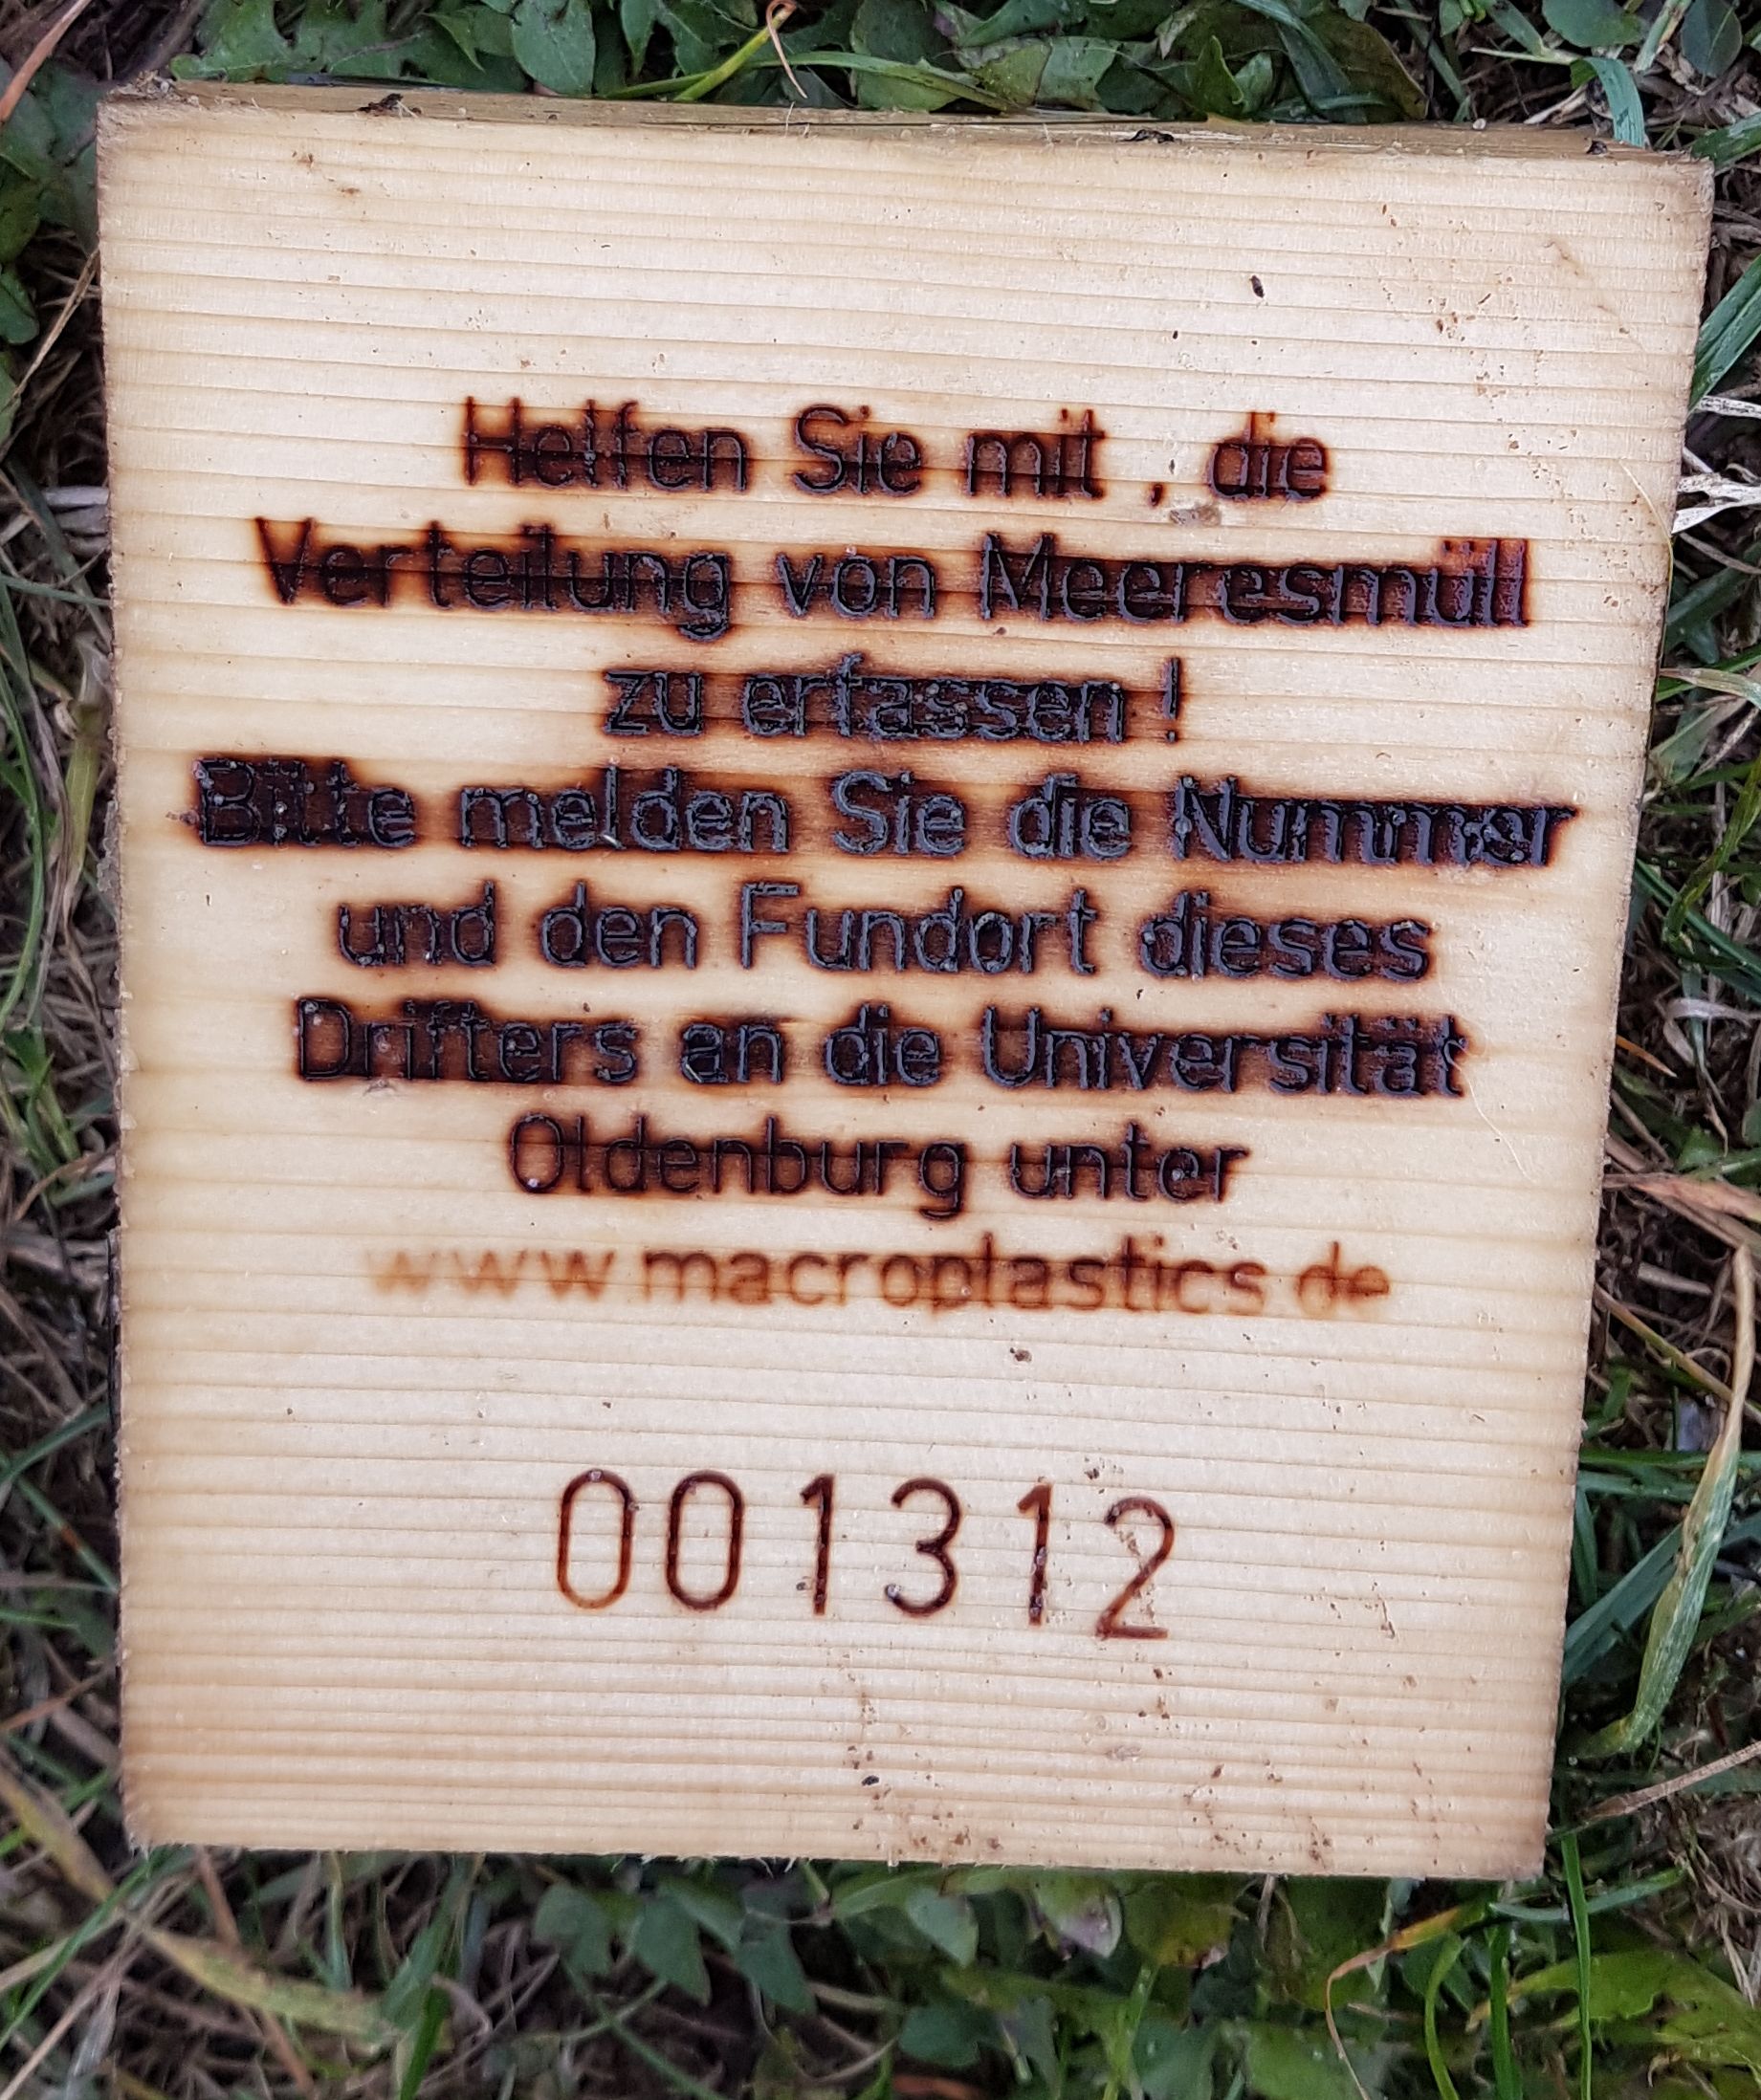 Helfen Sie mit, die
Verteilung von Meeresmüll
zu erfassen!
Bitte melden Sie die Nummer
und den Fundort dieses
Drifters an die Universität
Oldenburg unter
www.macroplastics.de
001312